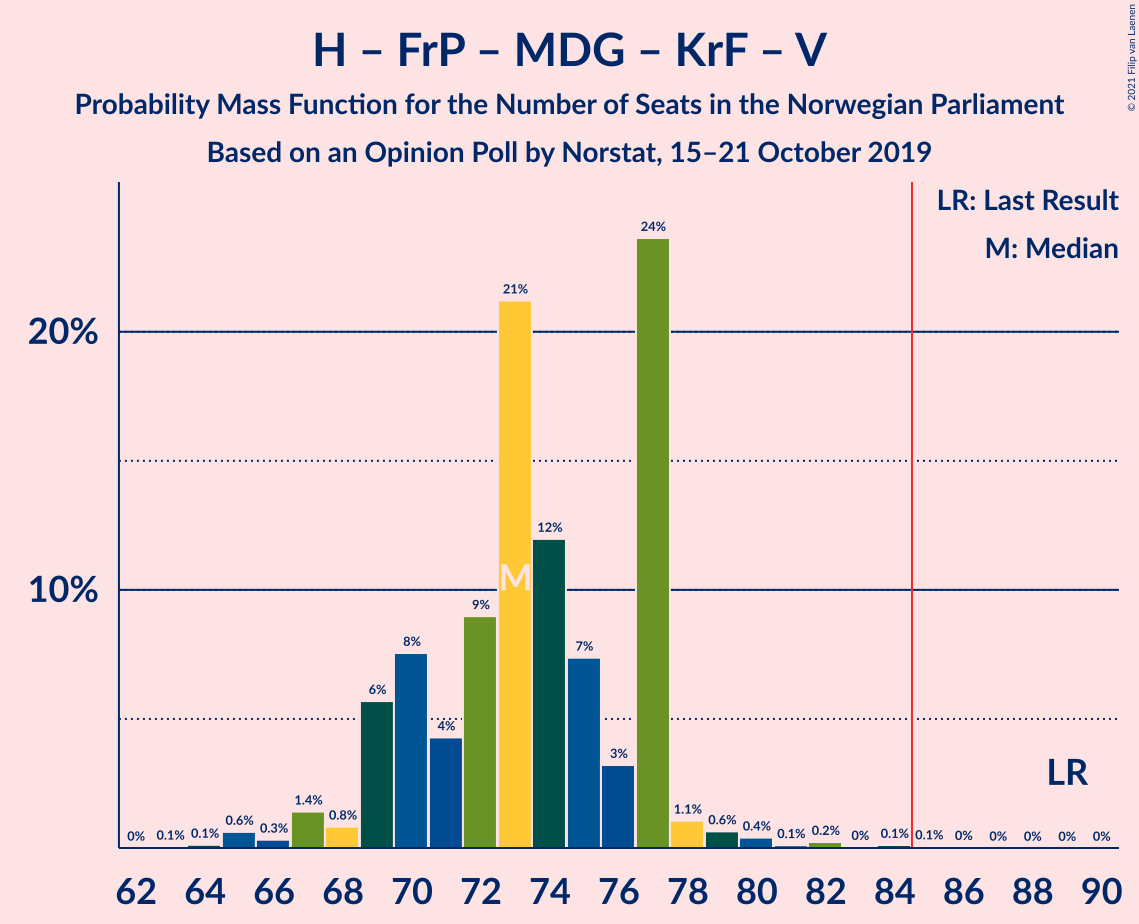 H – FrP – MDG – KrF – V
Probability Mass Function for the Number of Seats in the Norwegian Parliament
Based on an Opinion Poll by Norstat, 15–21 October 2019
© 2021 Filip van Laenen
LR: Last Result
M: Median
24%
21%
20%
12%
M
10%
9%
8%
7%
6%
4%
3%
LR
0% 0.1% 0.1% 0.6% 0.3% 1.4% 0.8% 1.1% 0.6% 0.4% 0.1% 0.2% 0% 0.1% 0.1% 0% 0% 0% 0% 0%
62 64 66 68 70 72 74 76 78 80 82 84 86 88 90